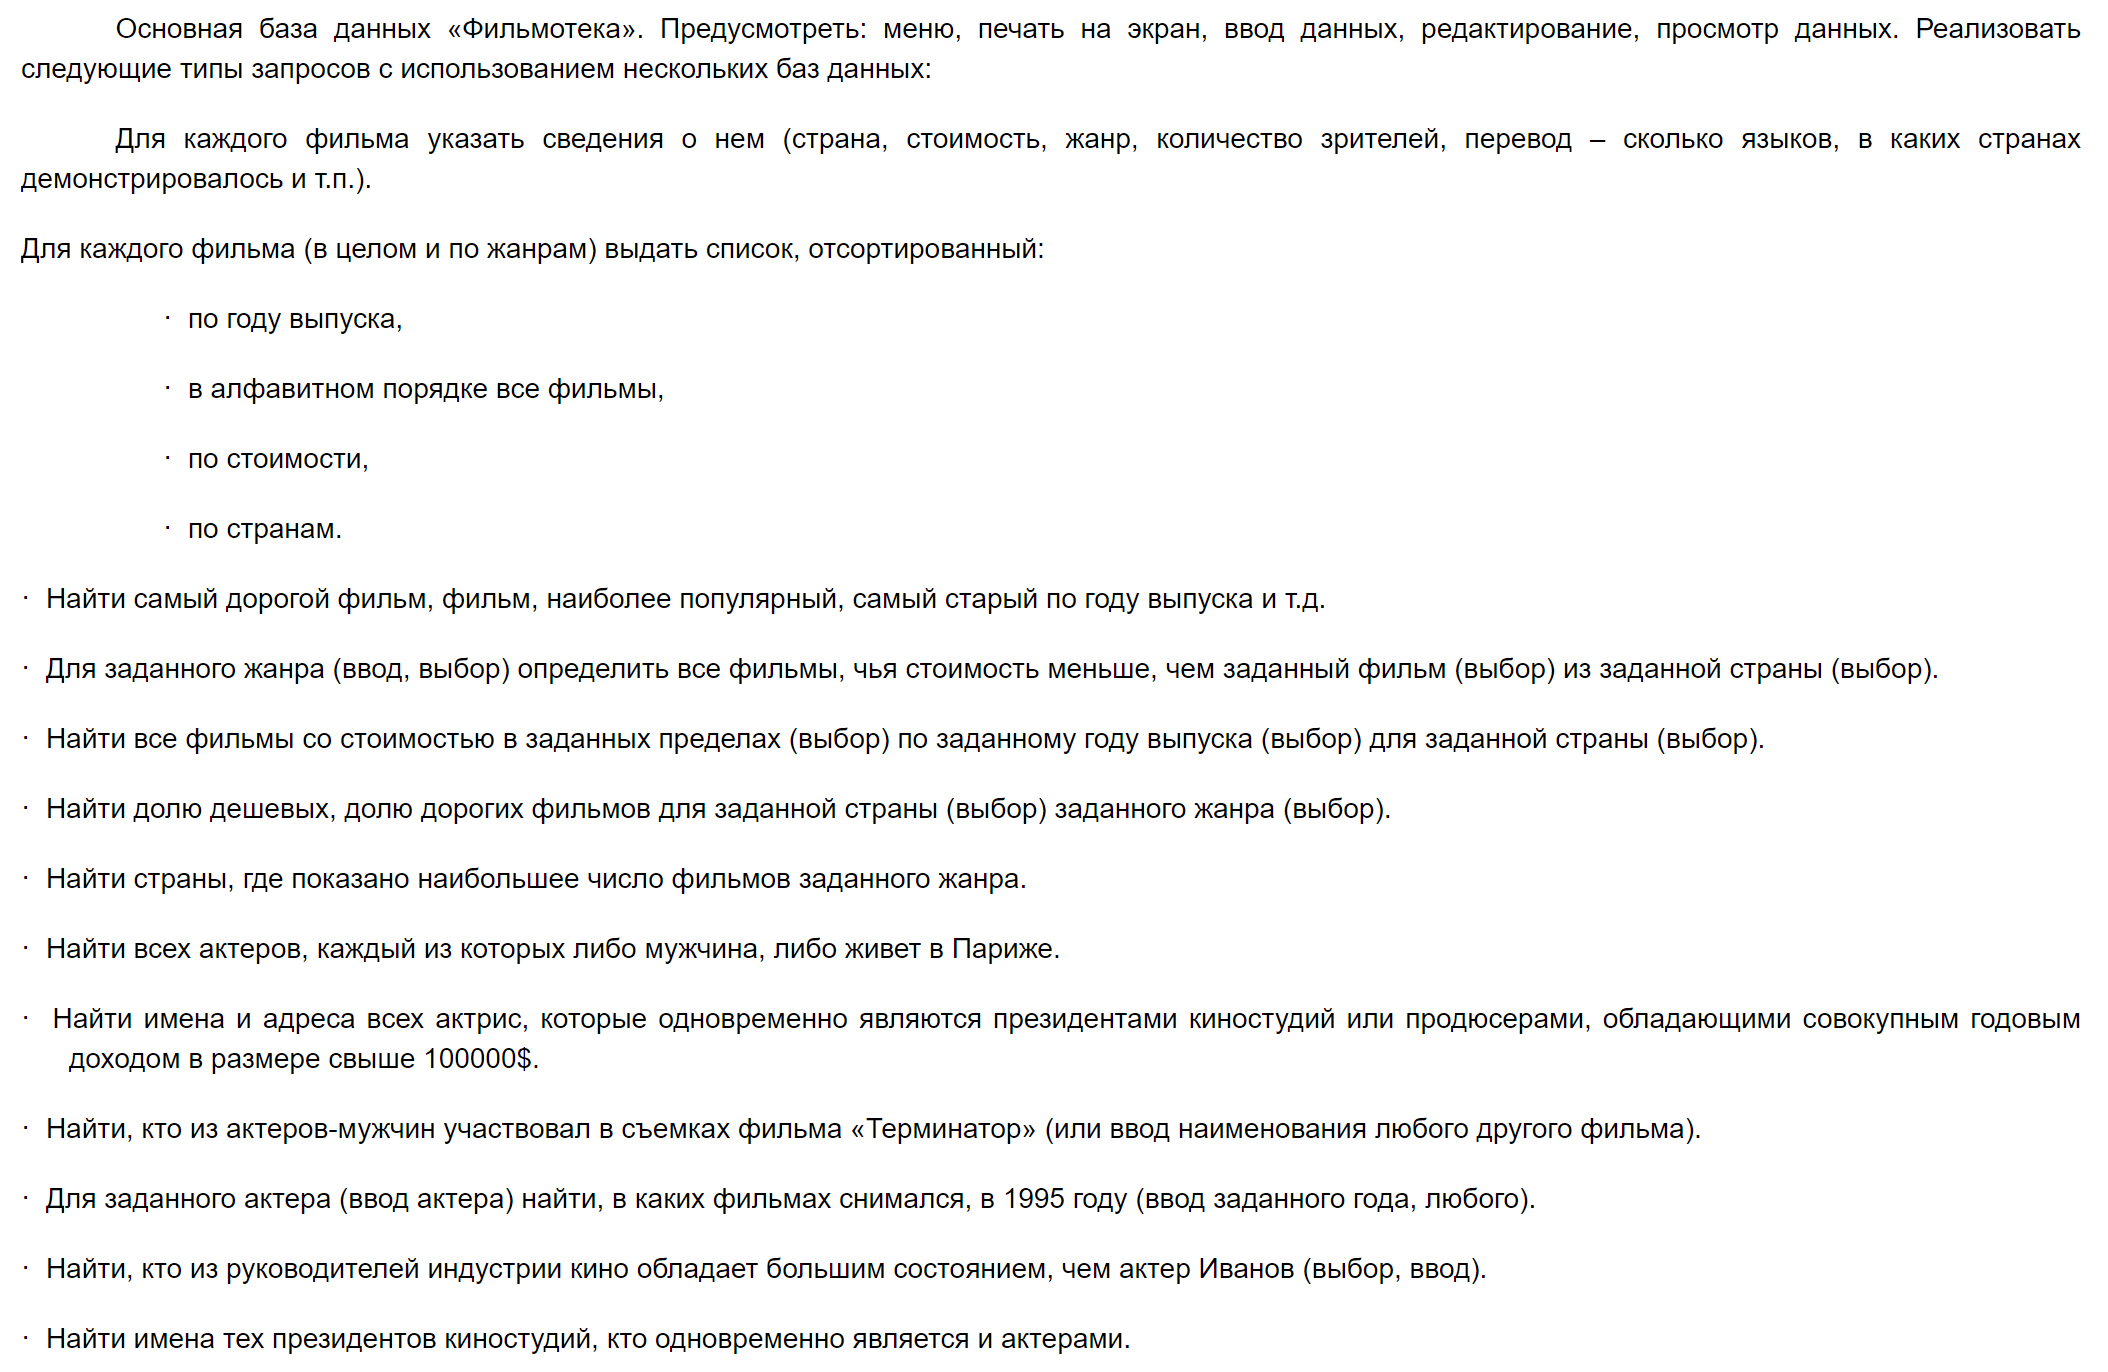 Основная база данных «Фильмотека». Предусмотреть: меню, печать на экран, ввод данных, редактирование, просмотр данных. Реализовать
следующие типы запросов с использованием нескольких баз данных:
Для каждого фильма указать сведения о нем (страна, стоимость, жанр, количество зрителей, перевод – сколько языков, в каких странах
демонстрировалось и т.п.).
Для каждого фильма (в целом и по жанрам) выдать список, отсортированный:
· по году выпуска,
· в алфавитном порядке все фильмы,
· по стоимости,
· по странам.
· Найти самый дорогой фильм, фильм, наиболее популярный, самый старый по году выпуска и т.д.
· Для заданного жанра (ввод, выбор) определить все фильмы, чья стоимость меньше, чем заданный фильм (выбор) из заданной страны (выбор).
· Найти все фильмы со стоимостью в заданных пределах (выбор) по заданному году выпуска (выбор) для заданной страны (выбор).
· Найти долю дешевых, долю дорогих фильмов для заданной страны (выбор) заданного жанра (выбор).
· Найти страны, где показано наибольшее число фильмов заданного жанра.
· Найти всех актеров, каждый из которых либо мужчина, либо живет в Париже.
· Найти имена и адреса всех актрис, которые одновременно являются президентами киностудий или продюсерами, обладающими совокупным годовым
доходом в размере свыше 100000$.
· Найти, кто из актеров-мужчин участвовал в съемках фильма «Терминатор» (или ввод наименования любого другого фильма).
· Для заданного актера (ввод актера) найти, в каких фильмах снимался, в 1995 году (ввод заданного года, любого).
· Найти, кто из руководителей индустрии кино обладает большим состоянием, чем актер Иванов (выбор, ввод).
· Найти имена тех президентов киностудий, кто одновременно является и актерами.